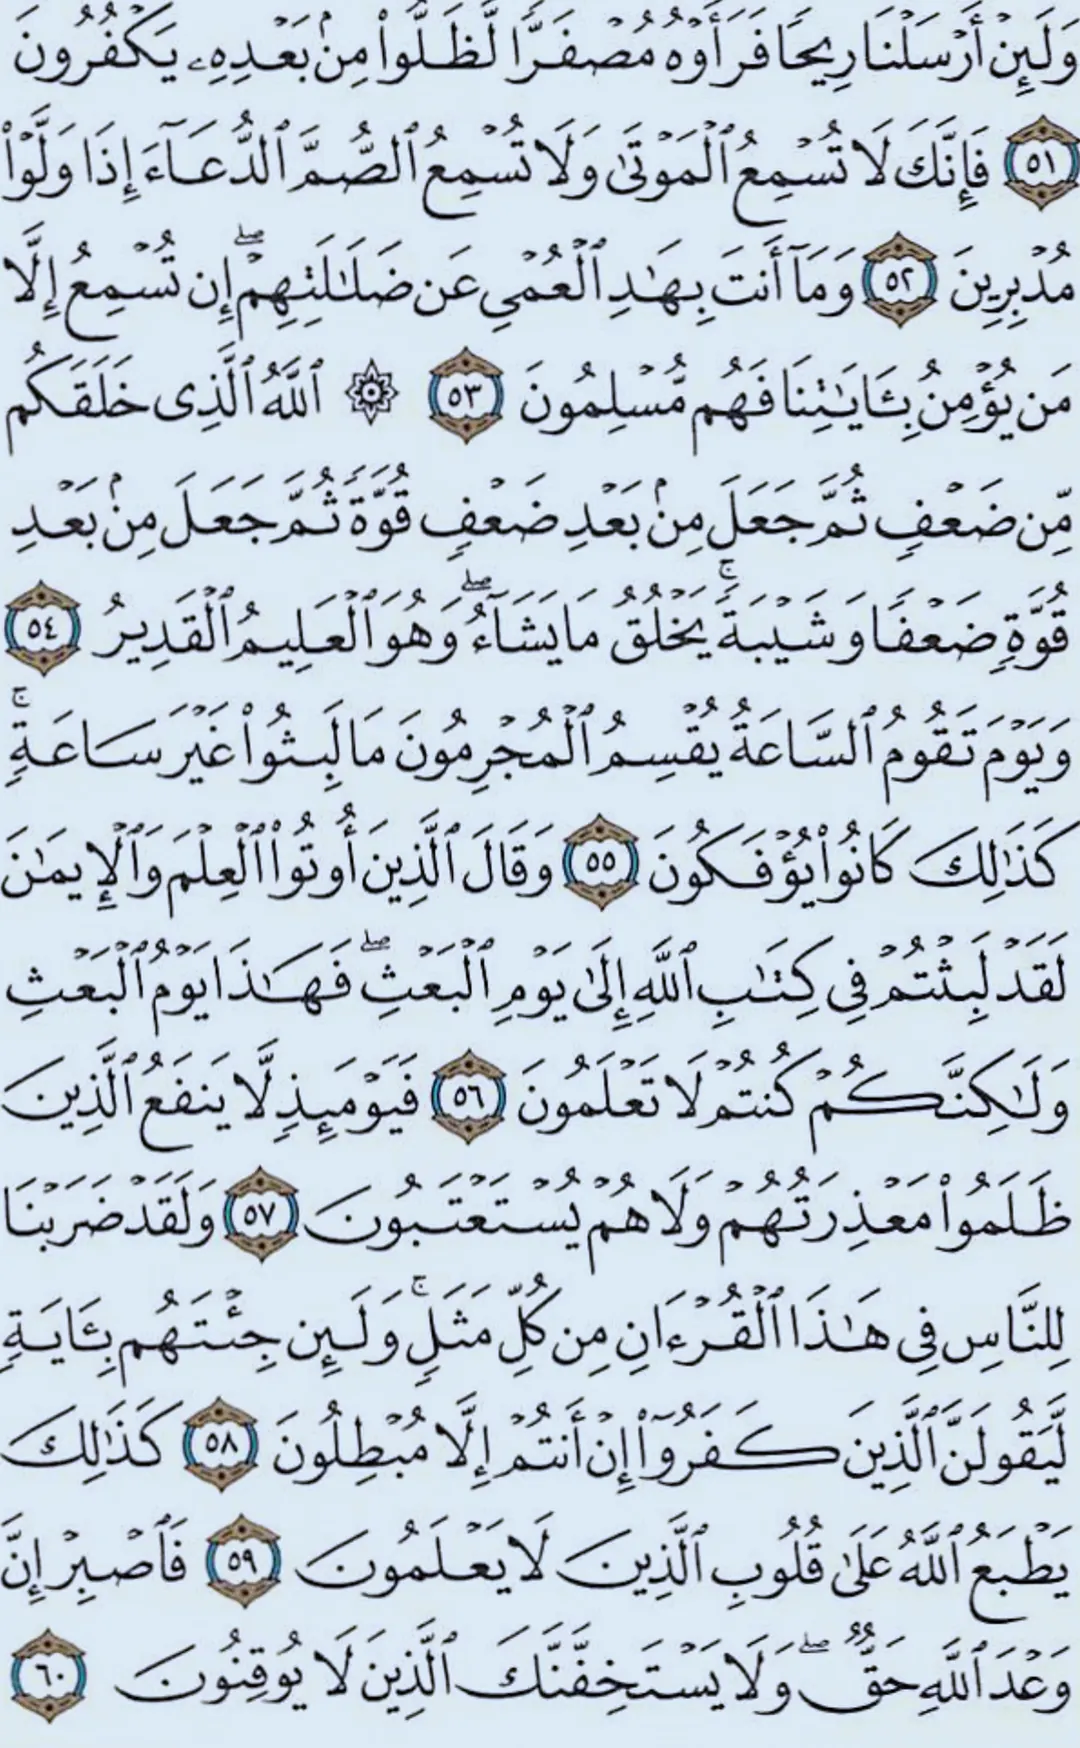 وَلَئِنْ أَرْسَلْنَا رِيحًا فَرَأَوْهُ مُصْفَرًّا لَّظَلُّوا۟ مِنۢ بَعْدِهِۦ يَكْفُرُونَ
٥١ فَإِنَّكَ لَا تُسْمِعُ ٱلْمَوْتَىٰ وَلَا تُسْمِعُ ٱلصُّمَّ ٱلدُّعَآءَ إِذَا وَلَّوْا۟
مُدْبِرِينَ ٥٢ وَمَآ أَنتَ بِهَـٰدِ ٱلْعُمْىِ عَن ضَلَـٰلَتِهِمْ ۖ إِن تُسْمِعُ إِلَّا
مَن يُؤْمِنُ بِـَٔايَـٰتِنَا فَهُم مُّسْلِمُونَ ٥٣ ۞ ٱللَّهُ ٱلَّذِى خَلَقَكُم
مِّن ضَعْفٍ ثُمَّ جَعَلَ مِنۢ بَعْدِ ضَعْفٍ قُوَّةً ثُمَّ جَعَلَ مِنۢ بَعْدِ
قُوَّةٍ ضَعْفًا وَشَيْبَةً ۚ يَخْلُقُ مَا يَشَآءُ ۖ وَهُوَ ٱلْعَلِيمُ ٱلْقَدِيرُ ٥٤
وَيَوْمَ تَقُومُ ٱلسَّاعَةُ يُقْسِمُ ٱلْمُجْرِمُونَ مَا لَبِثُوا۟ غَيْرَ سَاعَةٍ ۚ
كَذَٰلِكَ كَانُوا۟ يُؤْفَكُونَ ٥٥ وَقَالَ ٱلَّذِينَ أُوتُوا۟ ٱلْعِلْمَ وَٱلْإِيمَـٰنَ
لَقَدْ لَبِثْتُمْ فِى كِتَـٰبِ ٱللَّهِ إِلَىٰ يَوْمِ ٱلْبَعْثِ ۖ فَهَـٰذَا يَوْمُ ٱلْبَعْثِ
وَلَـٰكِنَّكُمْ كُنتُمْ لَا تَعْلَمُونَ ٥٦ فَيَوْمَئِذٍ لَّا يَنفَعُ ٱلَّذِينَ
ظَلَمُوا۟ مَعْذِرَتُهُمْ وَلَا هُمْ يُسْتَعْتَبُونَ ٥٧ وَلَقَدْ ضَرَبْنَا
لِلنَّاسِ فِى هَـٰذَا ٱلْقُرْءَانِ مِن كُلِّ مَثَلٍ ۚ وَلَئِن جِئْتَهُم بِـَٔايَةٍ
لَّيَقُولَنَّ ٱلَّذِينَ كَفَرُوٓا۟ إِنْ أَنتُمْ إِلَّا مُبْطِلُونَ ٥٨ كَذَٰلِكَ
يَطْبَعُ ٱللَّهُ عَلَىٰ قُلُوبِ ٱلَّذِينَ لَا يَعْلَمُونَ ٥٩ فَٱصْبِرْ إِنَّ
وَعْدَ ٱللَّهِ حَقٌّ ۖ وَلَا يَسْتَخِفَّنَّكَ ٱلَّذِينَ لَا يُوقِنُونَ ٦٠